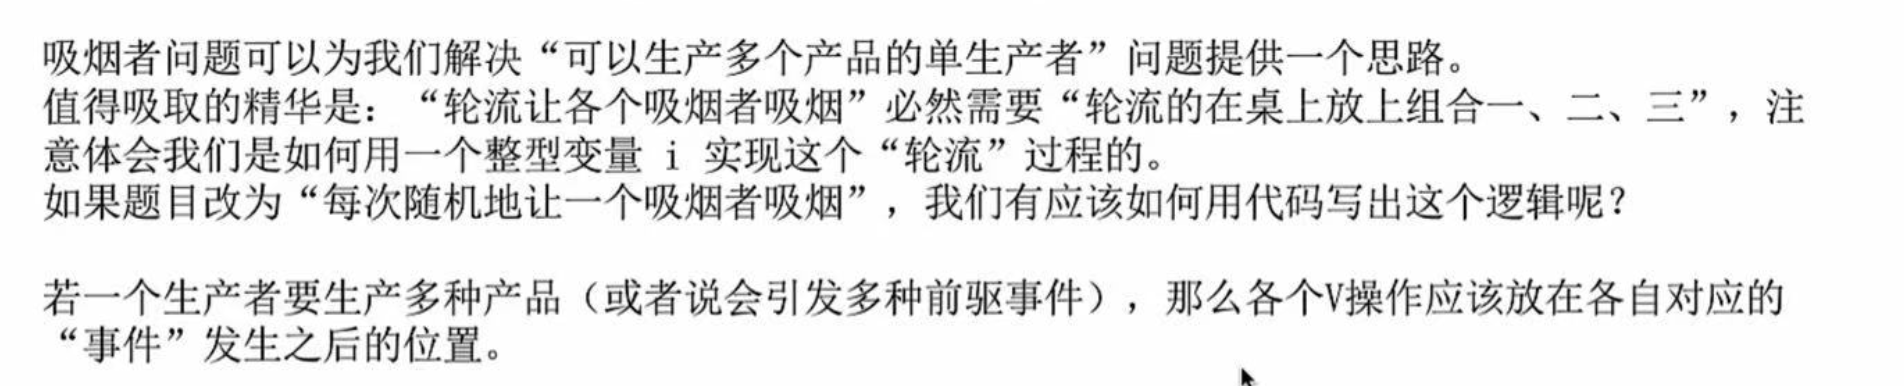 吸烟者问题可以为我们解决“可以生产多个产品的单生产者”问题提供一个思路。
值得吸取的精华是：“轮流让各个吸烟者吸烟”必然需要“轮流的在桌上放上组合一、二、三”，注
意体会我们是如何用一个整型变量 i 实现这个“轮流”过程的。
如果题目改为“每次随机地让一个吸烟者吸烟”，我们有应该如何用代码写出这个逻辑呢？
若一个生产者要生产多种产品（或者说会引发多种前驱事件），那么各个V操作应该放在各自对应的
“事件”发生之后的位置。